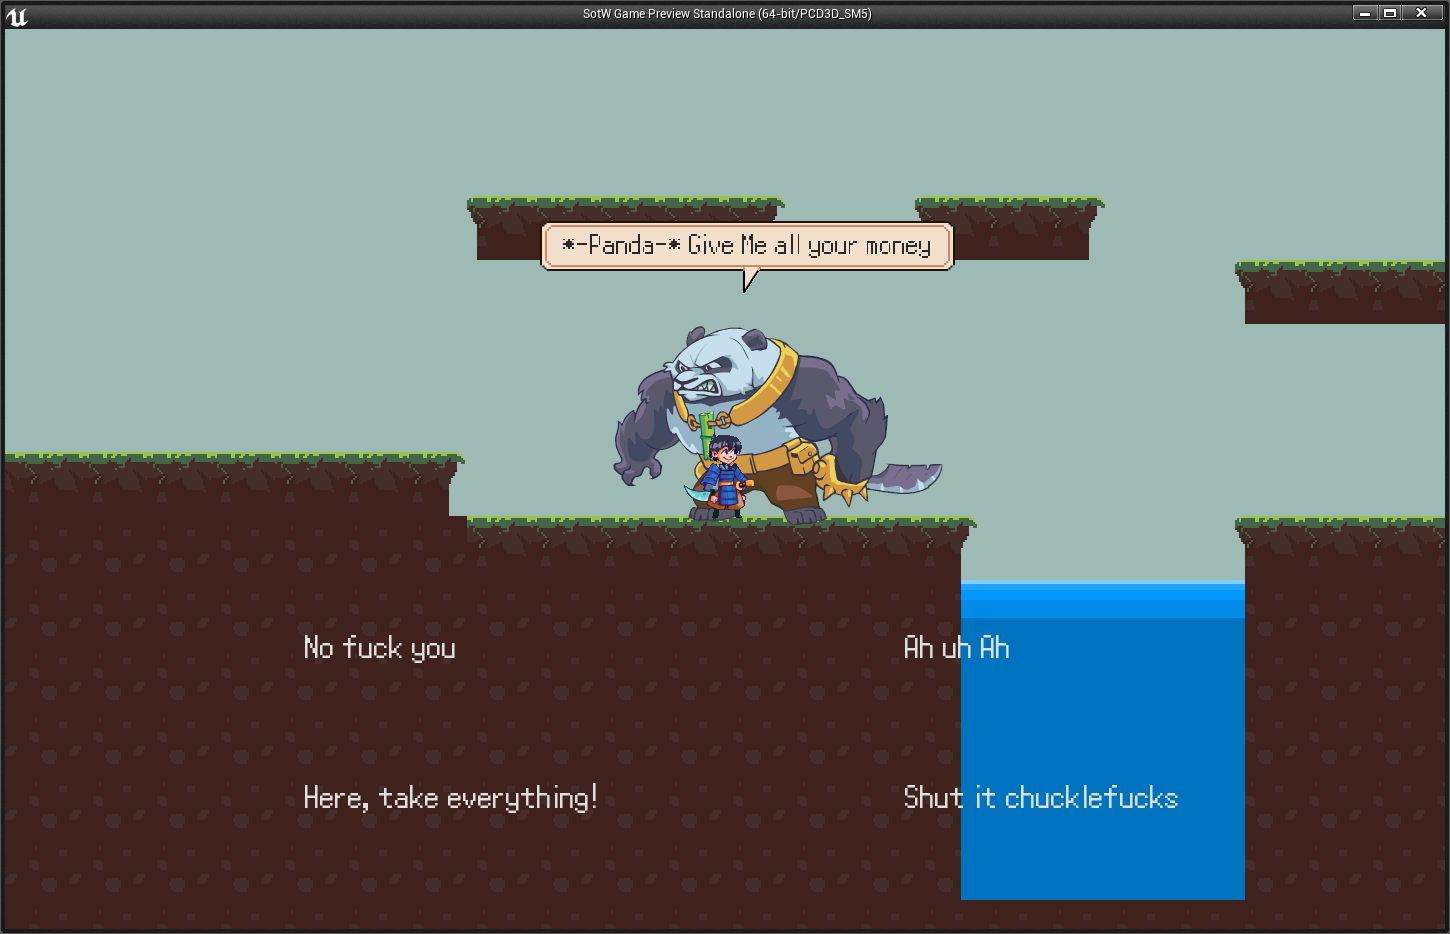 SotW Game Preview Standalone (64-bit/PCD3D_SM5)
*-Panda-* Give Me all your money
No fuck you
Ah uh Ah
Here, take everything!
Shut it chucklefucks